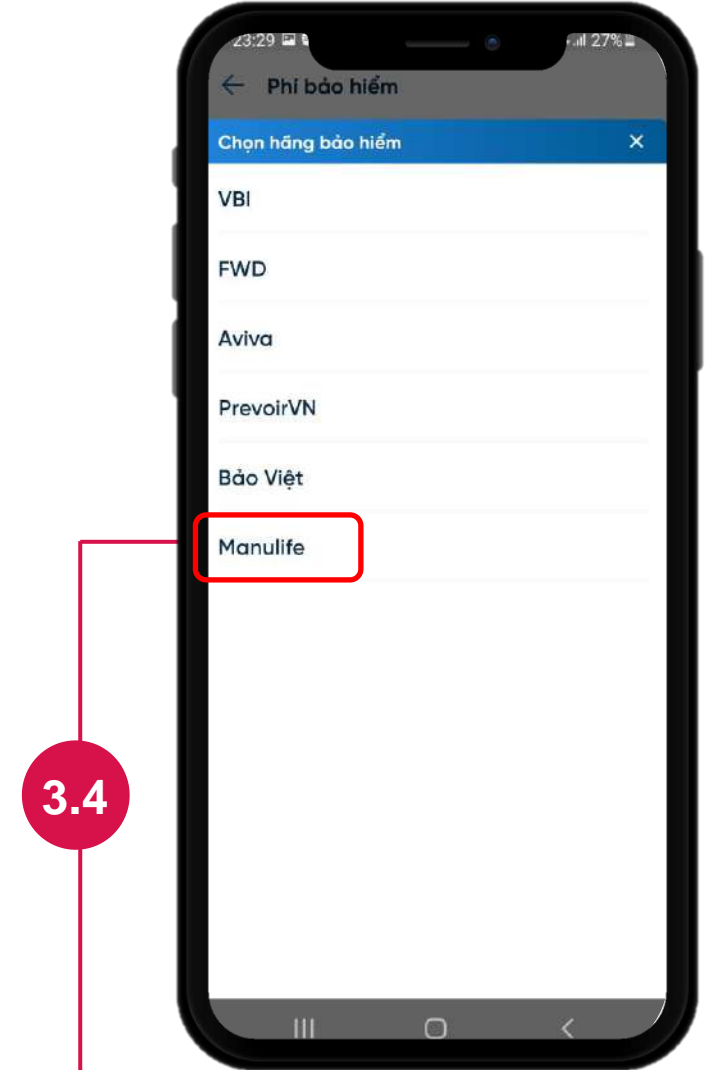 23:29
27%
Phí bảo hiểm
Chọn hãng bảo hiểm
VBI
FWD
Aviva
PrevoirVN
Bảo Việt
Manulife
3.4